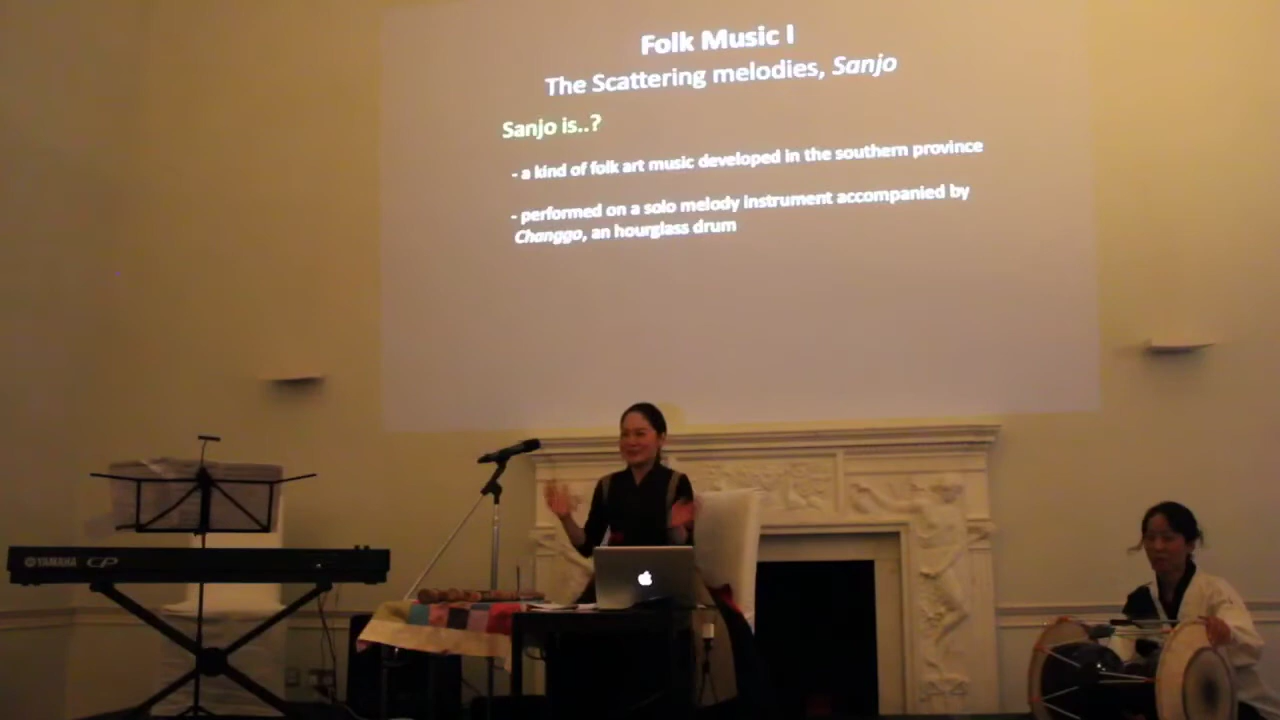 Folk Music I
The Scattering melodies, Sanjo
Sanjo is..?
- a kind of folk art music developed in the southern province
- performed on a solo melody instrument accompanied by
Changgo, an hourglass drum
YAMAHA CP